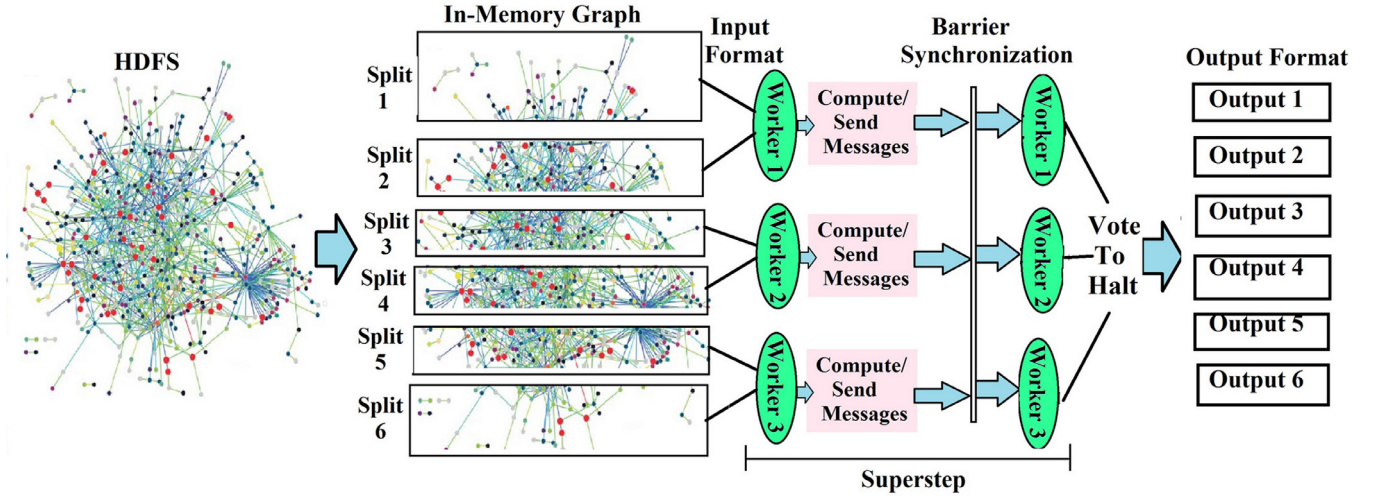 HDFS
In-Memory Graph
Split
1
Split
2
Split
3
Split
4
Split
5
Split
6
Input
Format
Worker 1
Worker 2
Worker 3
Compute/
Send
Messages
Compute/
Send
Messages
Compute/
Send
Messages
Barrier
Synchronization
Worker 1
Worker 2
Worker 3
Superstep
Vote
To
Halt
Output Format
Output 1
Output 2
Output 3
Output 4
Output 5
Output 6